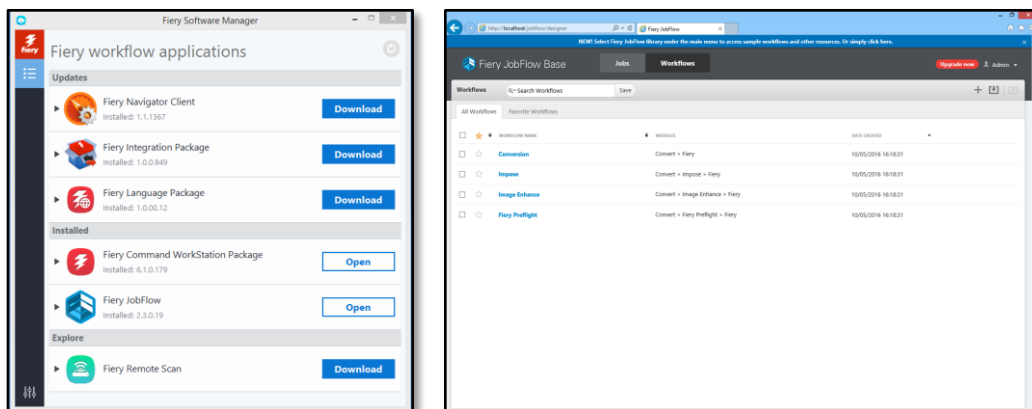 Fiery Software Manager
fiery
Fiery workflow applications
Updates
Fiery Navigator Client
Installed: 1.1.1367
Download
Fiery Integration Package
Installed: 1.0.0.949
Download
Fiery Language Package
Installed: 1.0.00.12
Download
Installed
Fiery Command WorkStation Package
Installed: 6.1.0.179
Open
Fiery JobFlow
Installed: 2.3.0.19
Open
Explore
Fiery Remote Scan
Download
http://localhost/jobflow/designer
Fiery JobFlow
NEW! Select Fiery JobFlow library under the main menu to access sample workflows and other resources. Or simply click here.
Fiery JobFlow Base Jobs Workflows Upgrade now Admin
Workflows Search Workflows Save
All Workflows Favorite Workflows
WORKFLOW NAME MODULES DATE CREATED
Conversion Convert > Fiery 10/05/2016 16:18:31
Impose Convert > Impose > Fiery 10/05/2016 16:18:31
Image Enhance Convert > Image Enhance > Fiery 10/05/2016 16:18:31
Fiery Preflight Convert > Fiery Preflight > Fiery 10/05/2016 16:18:31